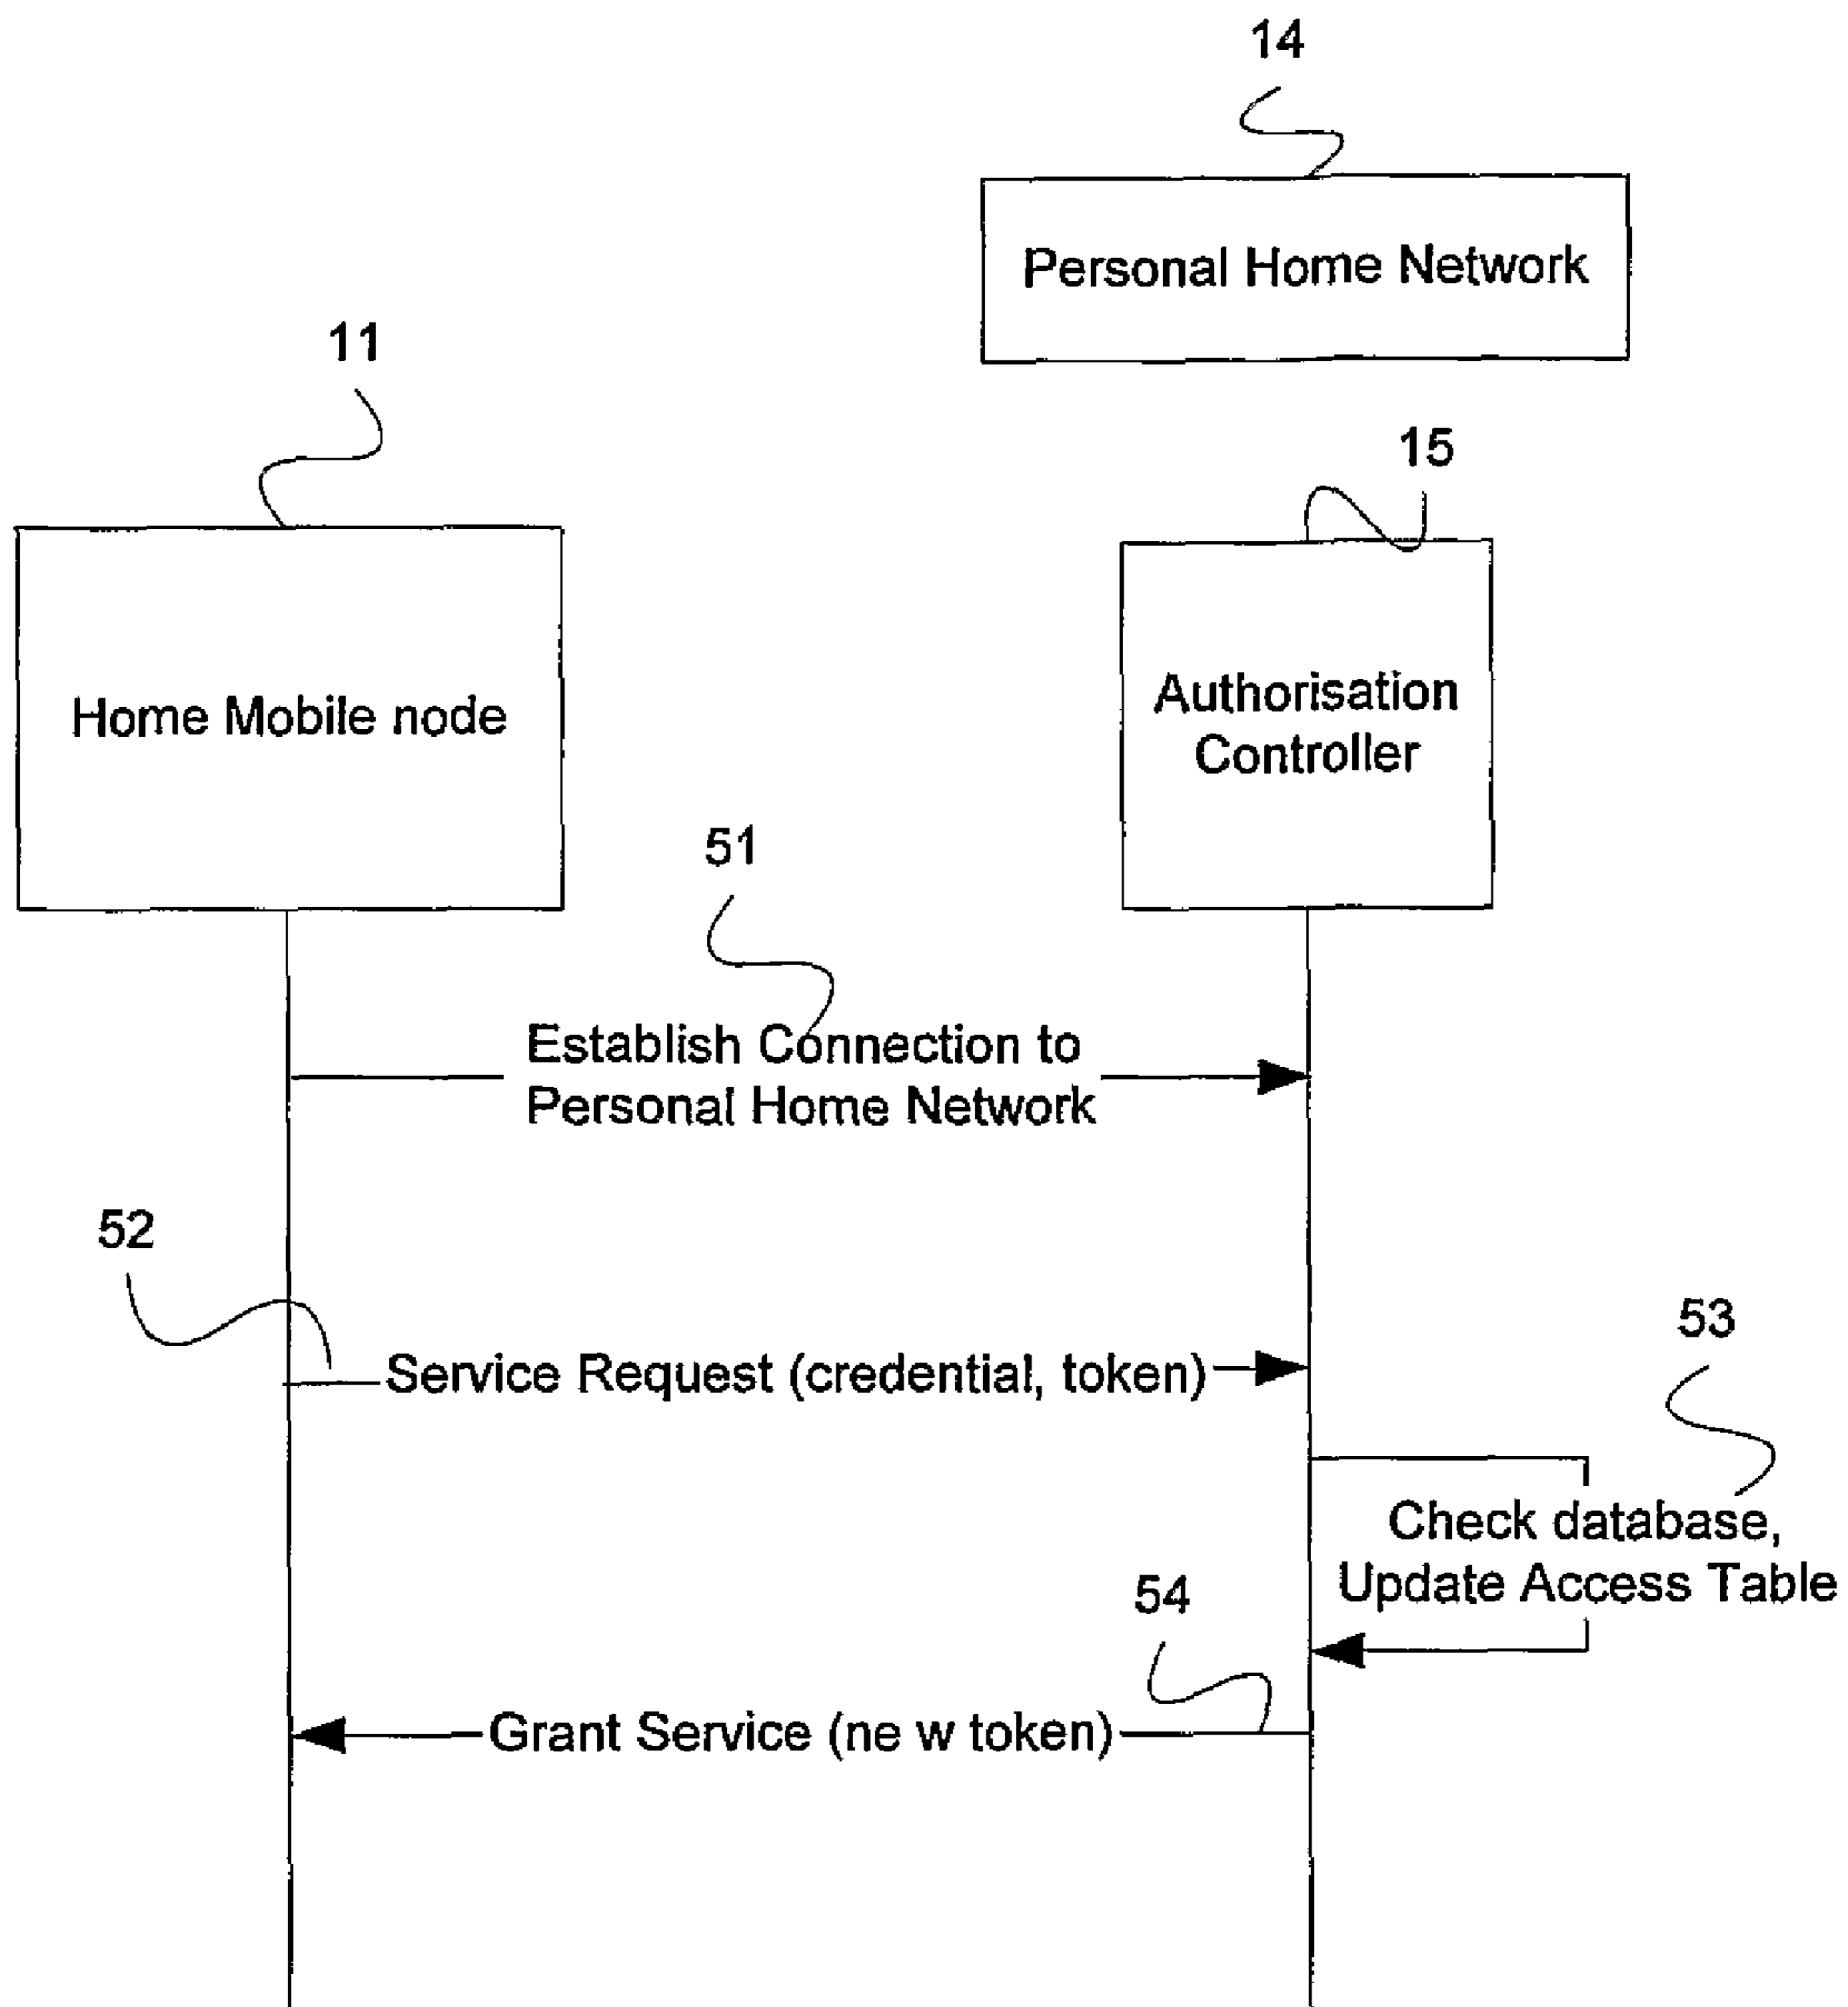 14
Personal Home Network
11
15
Home Mobile node
Authorisation
Controller
51
Establish Connection to
Personal Home Network
52
Service Request (credential, token)
53
Check database,
Update Access Table
54
Grant Service (ne w token)